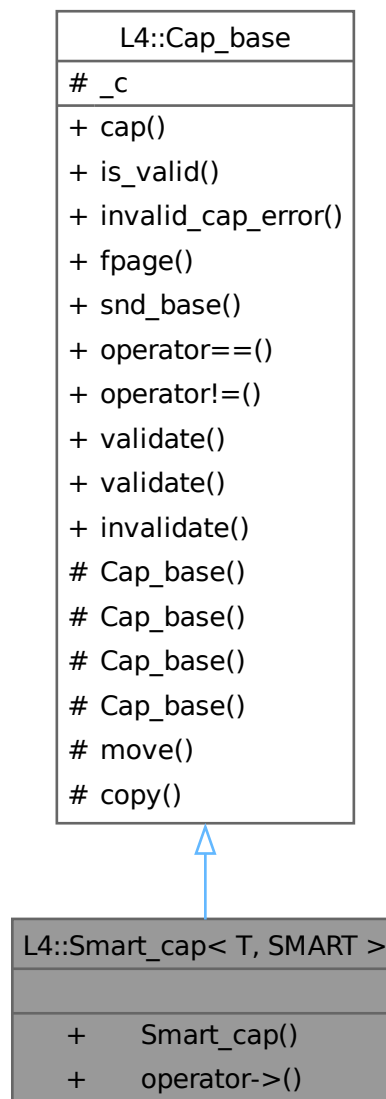 L4::Cap_base
# _c
+ cap()
+ is_valid()
+ invalid_cap_error()
+ fpage()
+ snd_base()
+ operator==()
+ operator!=()
+ validate()
+ validate()
+ invalidate()
# Cap_base()
# Cap_base()
# Cap_base()
# Cap_base()
# move()
# copy()
L4::Smart_cap< T, SMART >
+ Smart_cap()
+ operator->()